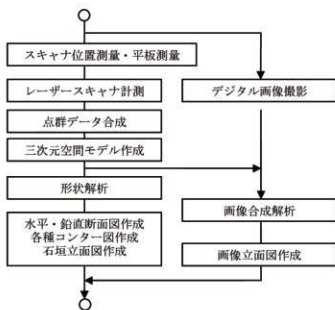 スキャナ位置測量・平板測量
レーザースキャナ計測
デジタル画像撮影
点群データ合成
三次元空間モデル作成
形状解析
水平・鉛直断面図作成
各種コンター図作成
石垣立面図作成
画像合成解析
画像立面図作成